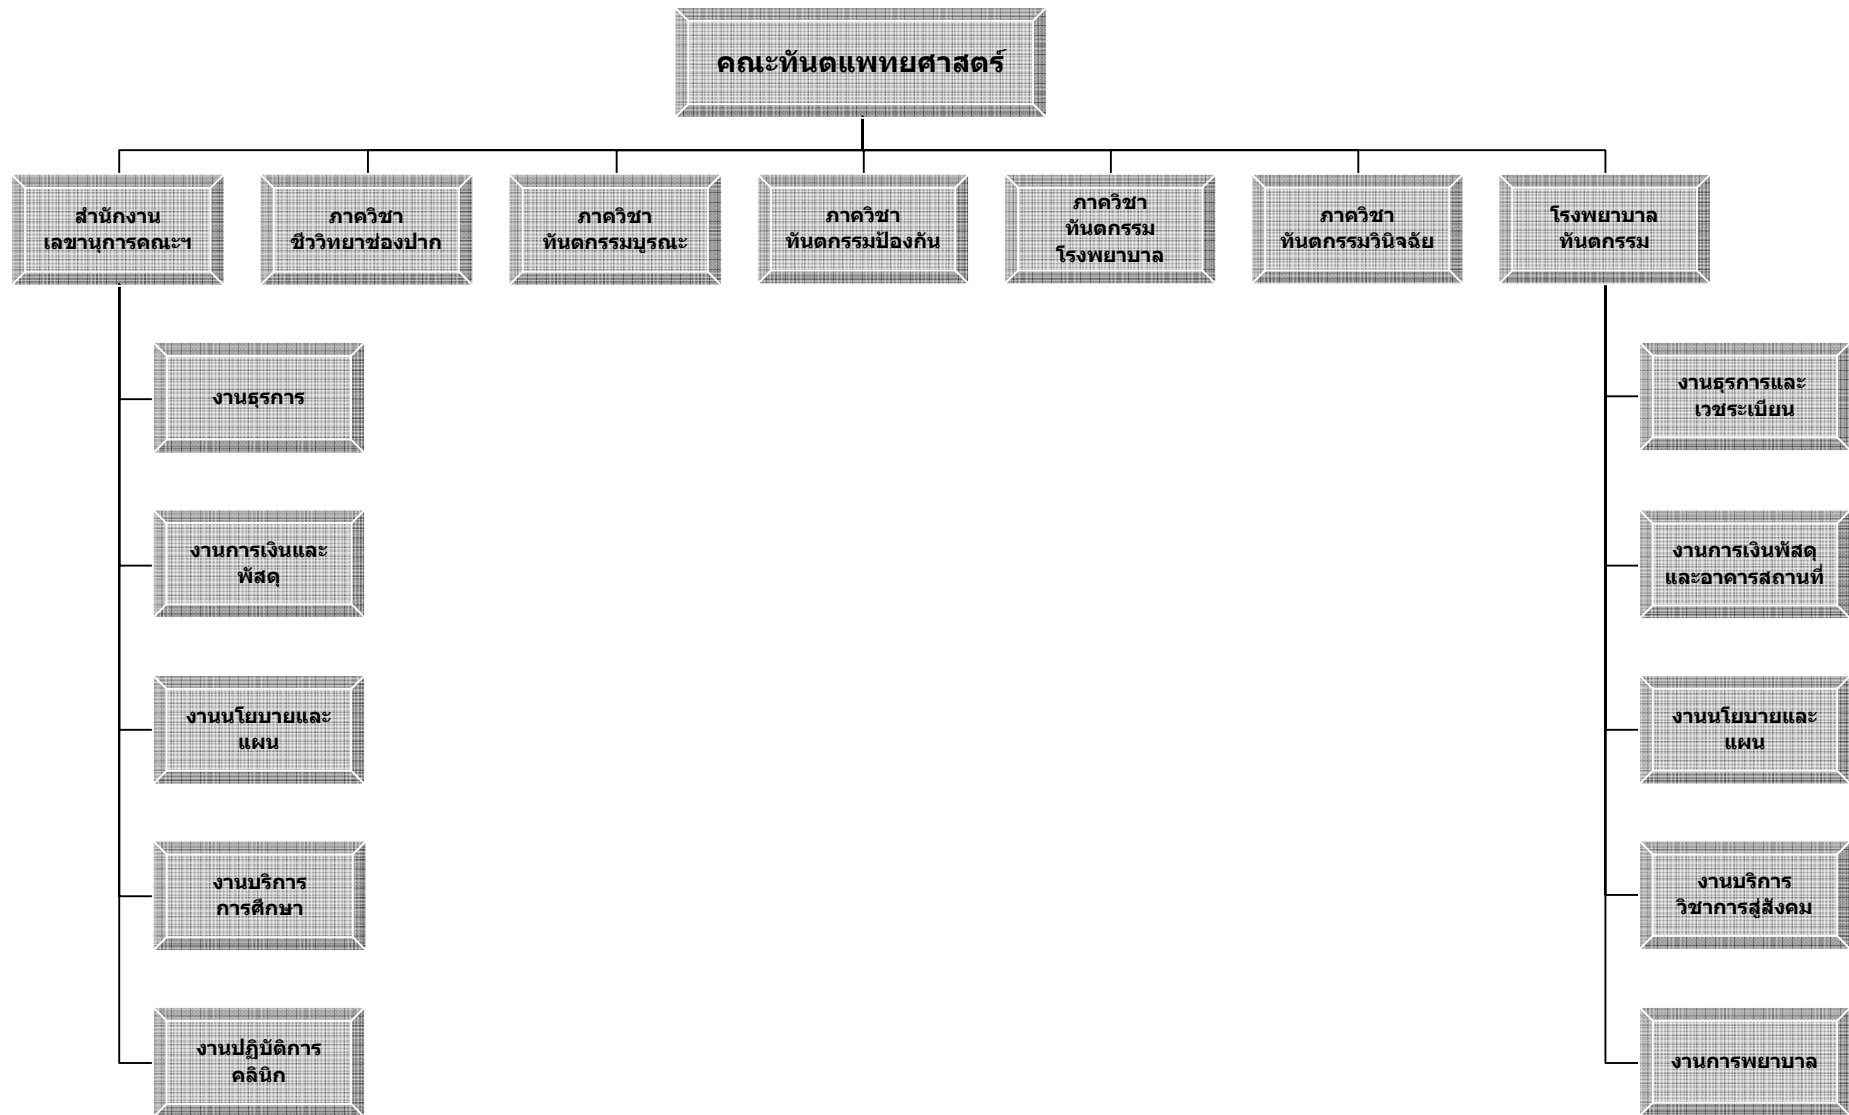 คณะทันตแพทยศาสตร์
สำนักงาน
เลขานุการคณะฯ
ภาควิชา
ชีววิทยาช่องปาก
ภาควิชา
ทันตกรรมบูรณะ
ภาควิชา
ทันตกรรมป้องกัน
ภาควิชา
ทันตกรรม
โรงพยาบาล
ภาควิชา
ทันตกรรมวินิจฉัย
โรงพยาบาล
ทันตกรรม
งานธุรการ
งานการเงินและ
พัสดุ
งานนโยบายและ
แผน
งานบริการ
การศึกษา
งานปฏิบัติการ
คลินิก
งานธุรการและ
เวชระเบียน
งานการเงินพัสดุ
และอาคารสถานที่
งานนโยบายและ
แผน
งานบริการ
วิชาการสู่สังคม
งานการพยาบาล